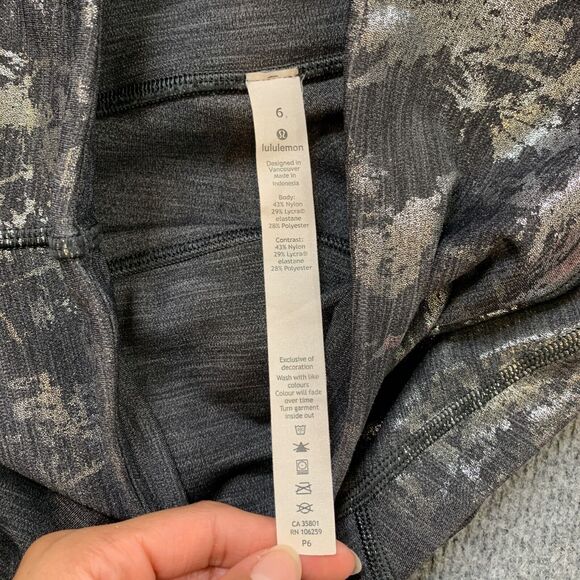 6
lululemon
Designed in
Vancouver
Made in
Indonesia
Body:
43% Nylon
29% Lycra®
elastane
28% Polyester
Contrast:
43% Nylon
29% Lycra®
elastane
28% Polyester
Exclusive of
decoration
Wash with like
colours
Colour will fade
over time
Turn garment
inside out
CA 35801
RN 106259
P6